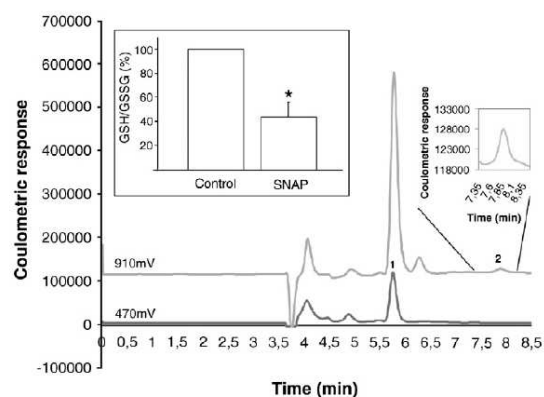 700000
600000
500000
400000
300000
200000
100000
0
-100000
Coulometric response
GSH/GSSG (%)
100
80
60
40
20
*
Control SNAP
Coulometric response
133000
128000
123000
118000
7,35 7,6 7,85 8,1 8,35
Time (min)
910mV
470mV
1
2
0 0,5 1 1,5 2 2,5 3 3,5 4 4,5 5 5,5 6 6,5 7 7,5 8 8,5
Time (min)